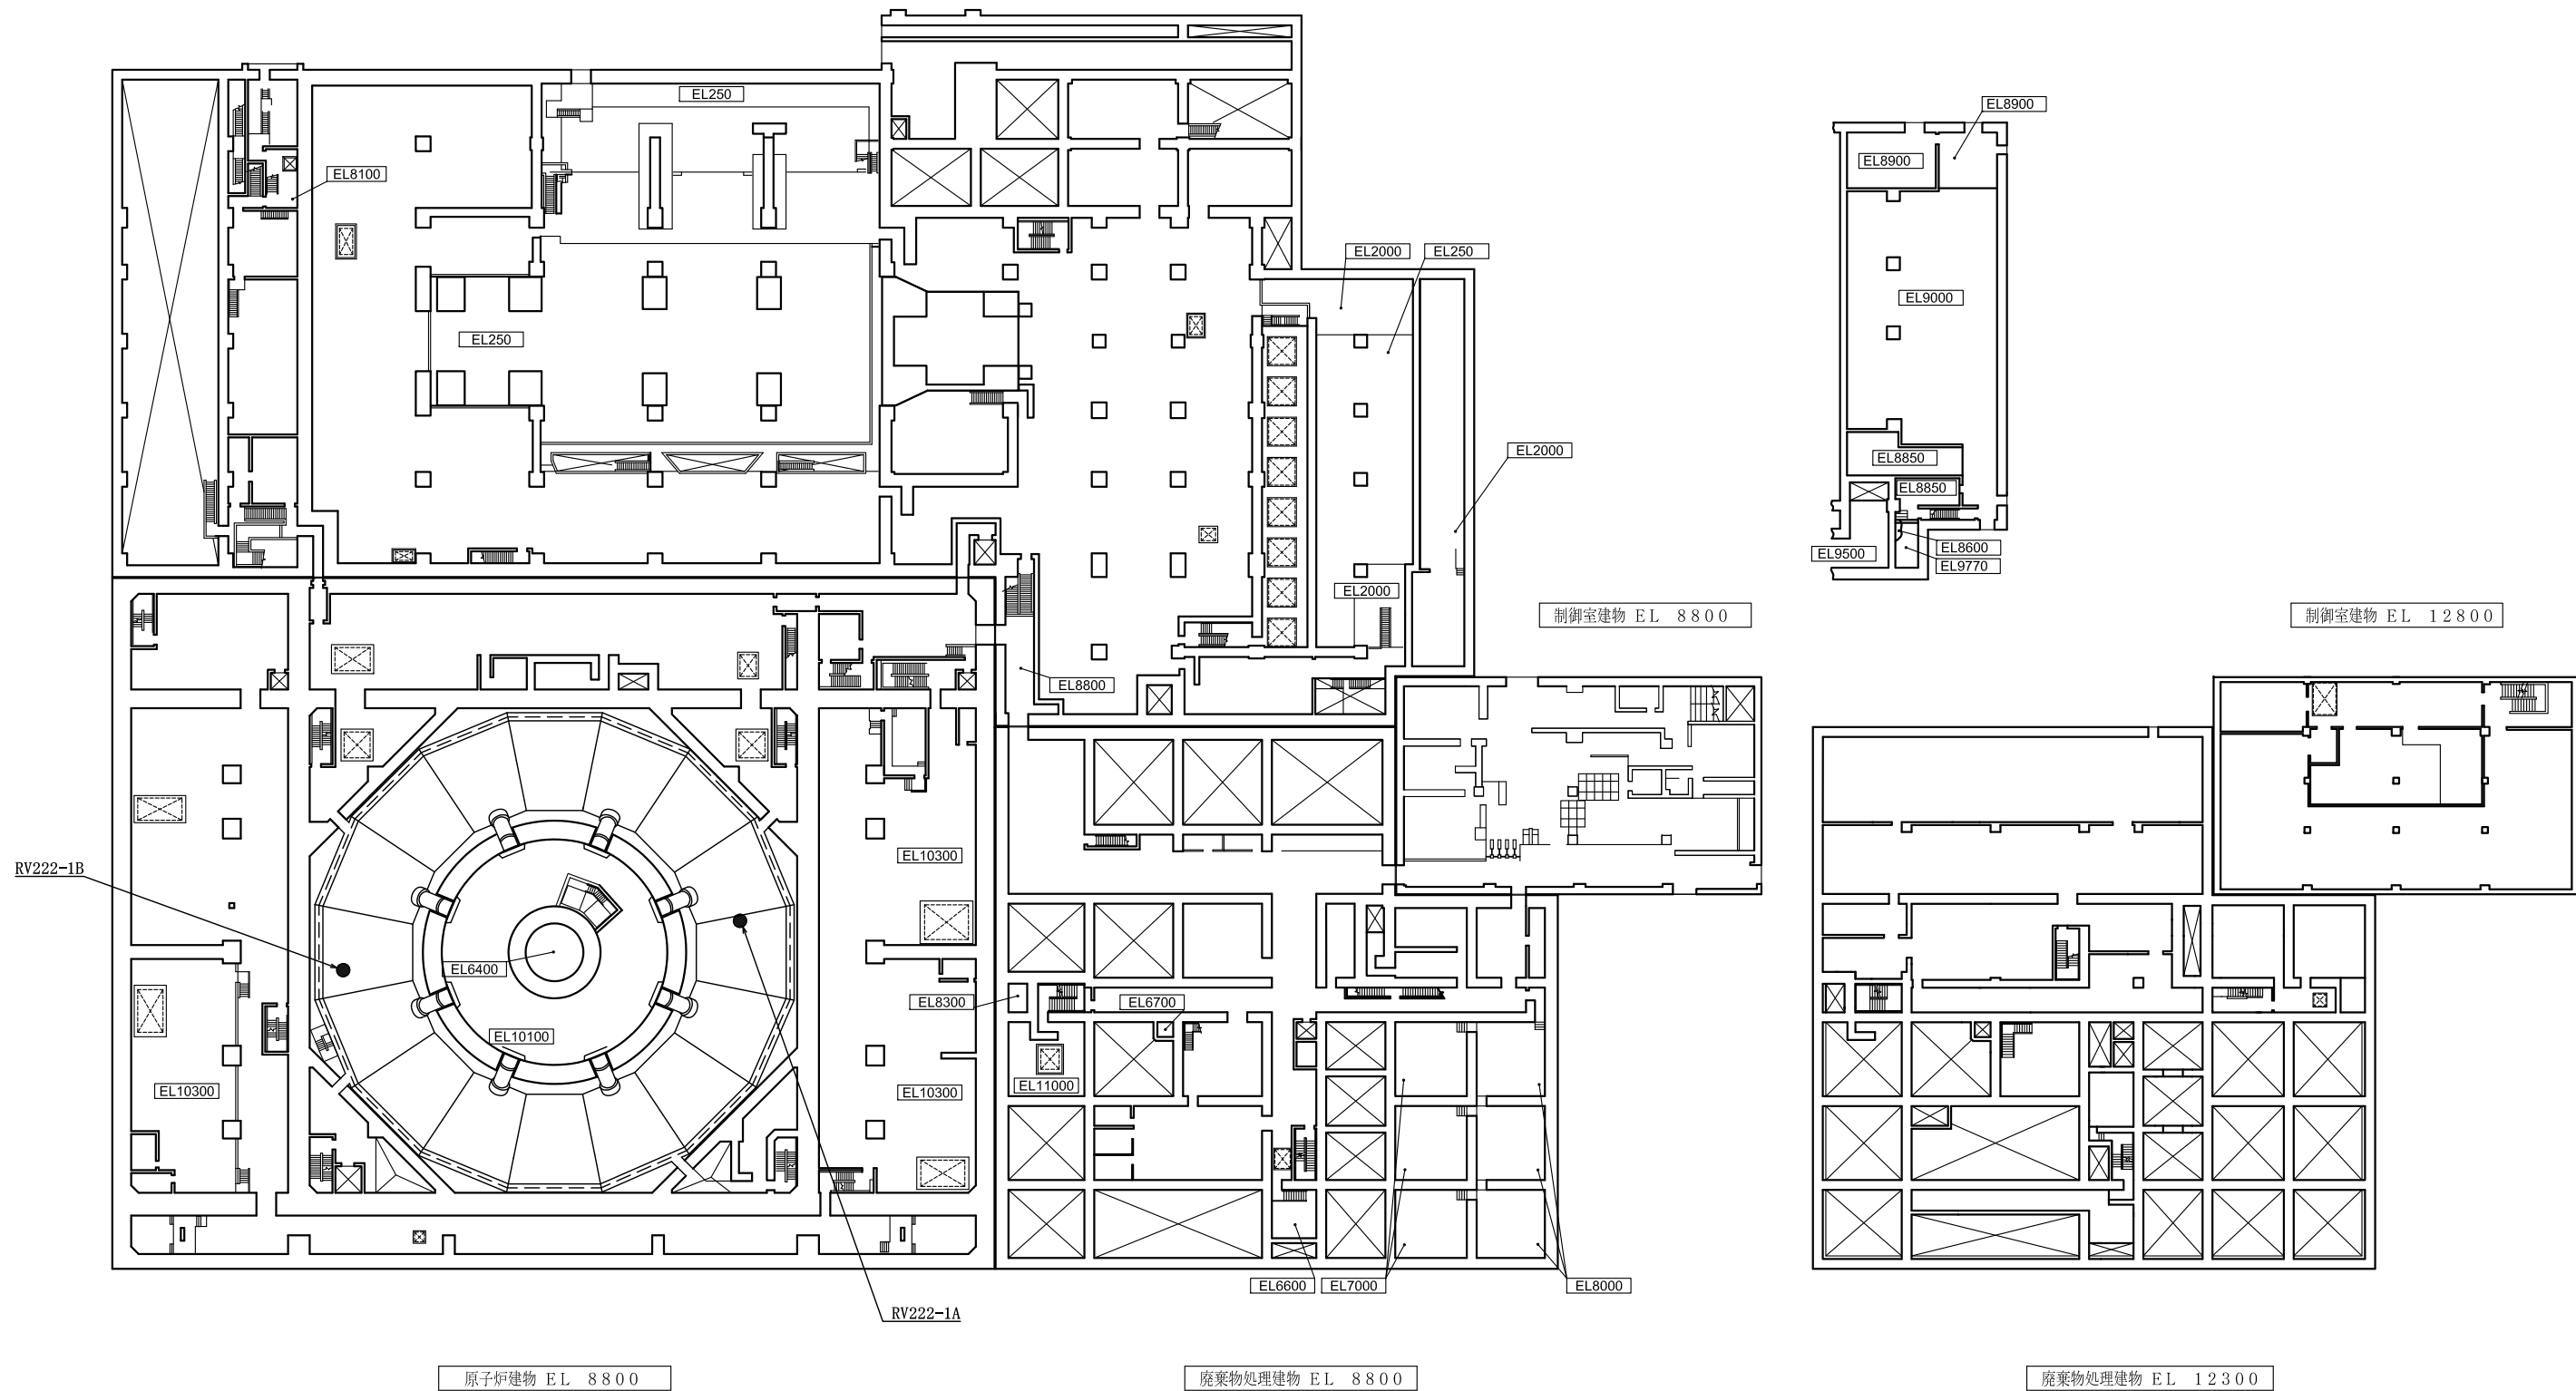 EL250
EL8900
EL8900
EL8100
EL2000
EL250
EL9000
EL250
EL2000
EL8850
EL8850
EL8600
EL9500
EL9770
EL2000
制御室建物 EL 8800
制御室建物 EL 12800
EL8800
EL10300
RV222-1B
EL6400
EL8300
EL6700
EL10100
EL11000
EL10300
EL10300
EL6600
EL7000
EL8000
RV222-1A
原子炉建物 EL 8800
廃棄物処理建物 EL 8800
廃棄物処理建物 EL 12300